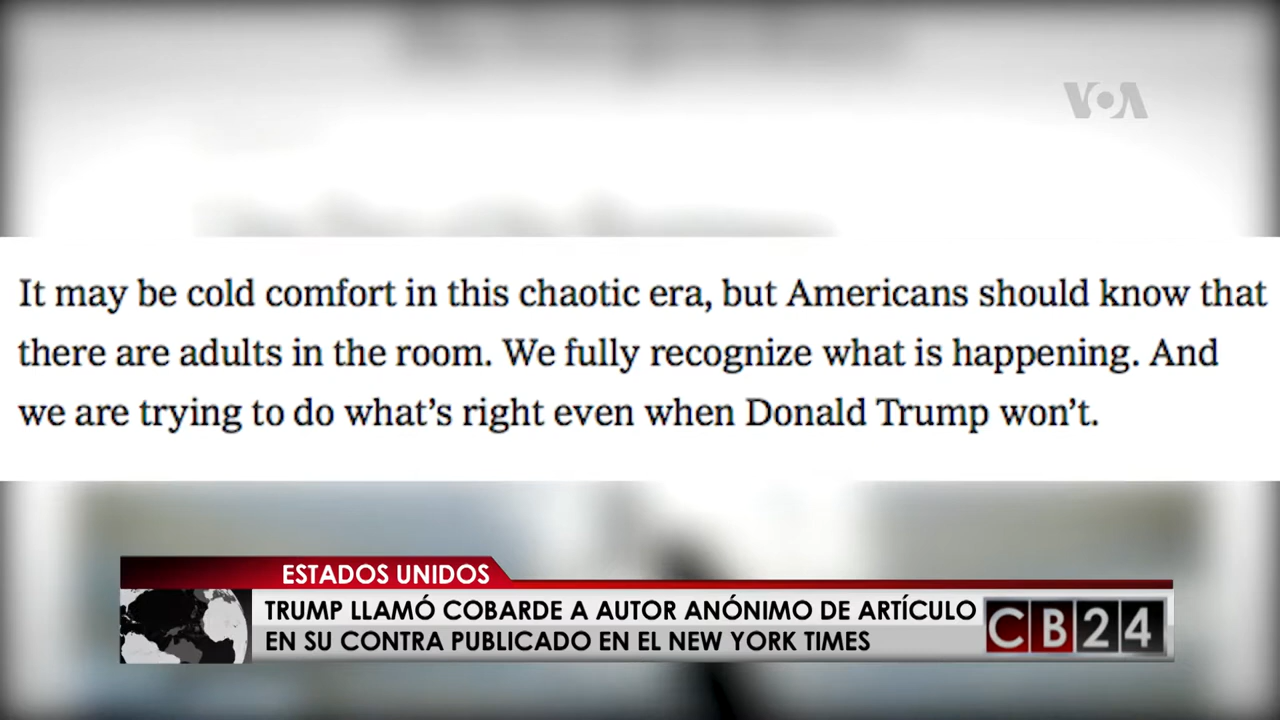 VOA
It may be cold comfort in this chaotic era, but Americans should know that
there are adults in the room. We fully recognize what is happening. And
we are trying to do what’s right even when Donald Trump won’t.
ESTADOS UNIDOS
TRUMP LLAMÓ COBARDE A AUTOR ANÓNIMO DE ARTÍCULO
EN SU CONTRA PUBLICADO EN EL NEW YORK TIMES
CB24